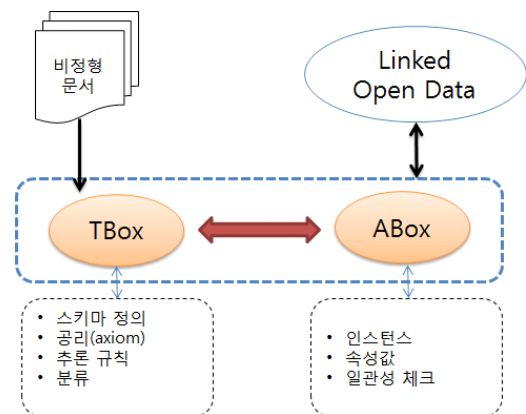 비정형
문서
Linked
Open Data
TBox
ABox
• 스키마 정의
• 공리(axiom)
• 추론 규칙
• 분류
• 인스턴스
• 속성값
• 일관성 체크